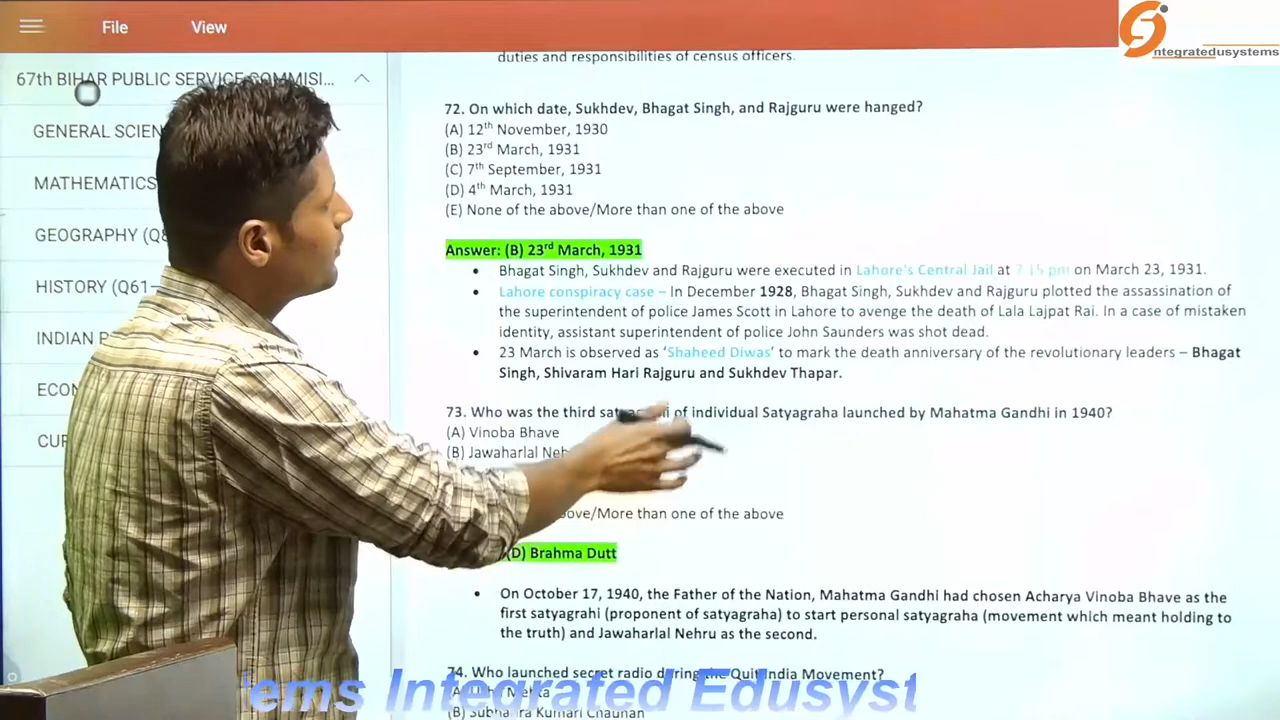 File
View
ntegratedusystems
67th BIHAR PUBLIC SERVICE COMMISI...
GENERAL SCIEN
MATHEMATICS
GEOGRAPHY (Q
HISTORY (Q61–
INDIAN P
ECON
CUR
duties and responsibilities of census officers.
72. On which date, Sukhdev, Bhagat Singh, and Rajguru were hanged?
(A) 12th November, 1930
(B) 23rd March, 1931
(C) 7th September, 1931
(D) 4th March, 1931
(E) None of the above/More than one of the above
Answer: (B) 23rd March, 1931
• Bhagat Singh, Sukhdev and Rajguru were executed in Lahore's Central Jail at 7.15 pm on March 23, 1931.
• Lahore conspiracy case – In December 1928, Bhagat Singh, Sukhdev and Rajguru plotted the assassination of
the superintendent of police James Scott in Lahore to avenge the death of Lala Lajpat Rai. In a case of mistaken
identity, assistant superintendent of police John Saunders was shot dead.
• 23 March is observed as ‘Shaheed Diwas’ to mark the death anniversary of the revolutionary leaders – Bhagat
Singh, Shivaram Hari Rajguru and Sukhdev Thapar.
73. Who was the third of individual Satyagraha launched by Mahatma Gandhi in 1940?
(A) Vinoba Bhave
(B) Jawaharlal Neh
ove/More than one of the above
(D) Brahma Dutt
• On October 17, 1940, the Father of the Nation, Mahatma Gandhi had chosen Acharya Vinoba Bhave as the
first satyagrahi (proponent of satyagraha) to start personal satyagraha (movement which meant holding to
the truth) and Jawaharlal Nehru as the second.
74. Who launched secret radio during the Quit India Movement?
Mehta
(B) Subhadra Kumari Chauhan
ems Integrated Edusyst